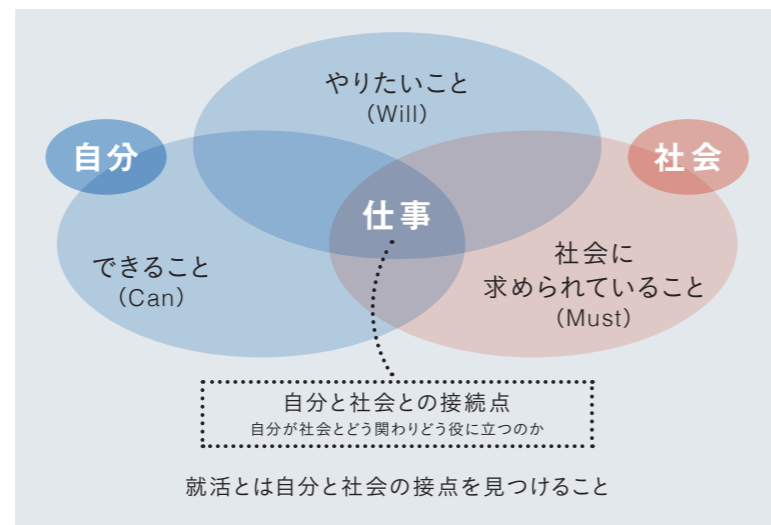 やりたいこと
(Will)
自分
社会
仕事
できること
(Can)
社会に
求められていること
(Must)
自分と社会との接続点
自分が社会とどう関わりどう役に立つのか
就活とは自分と社会の接点を見つけること